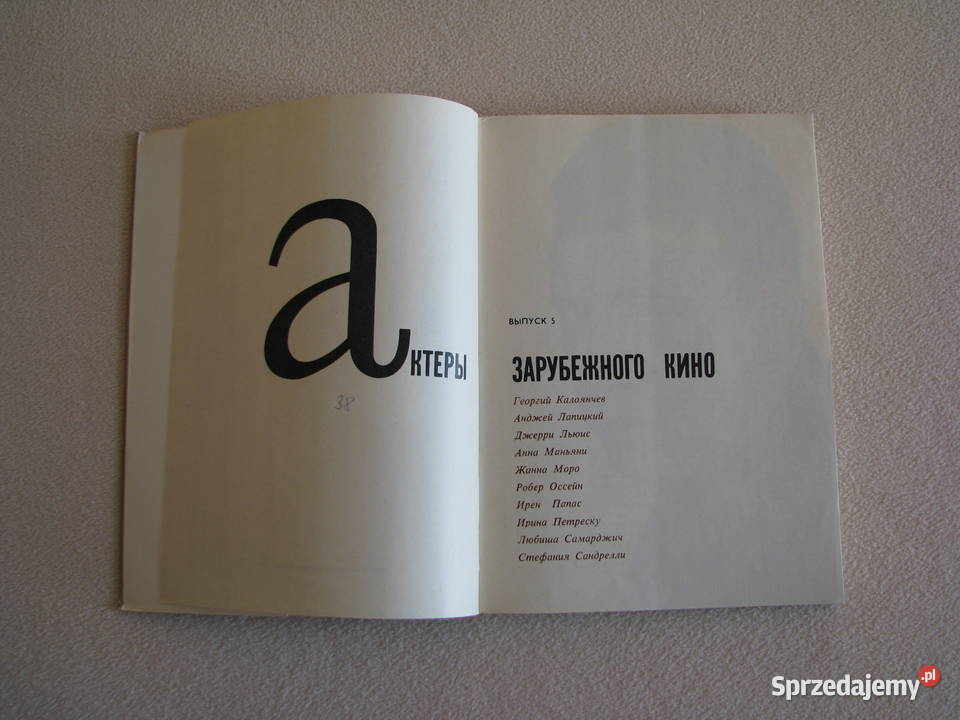 актеры
38
ВЫПУСК 5
ЗАРУБЕЖНОГО КИНО
Георгий Калоянчев
Анджей Лапицкий
Джерри Льюис
Анна Маньяни
Жанна Моро
Робер Оссейн
Ирен Папас
Ирина Петреску
Любиша Самарджич
Стефания Сандрелли
Sprzedajemy.pl